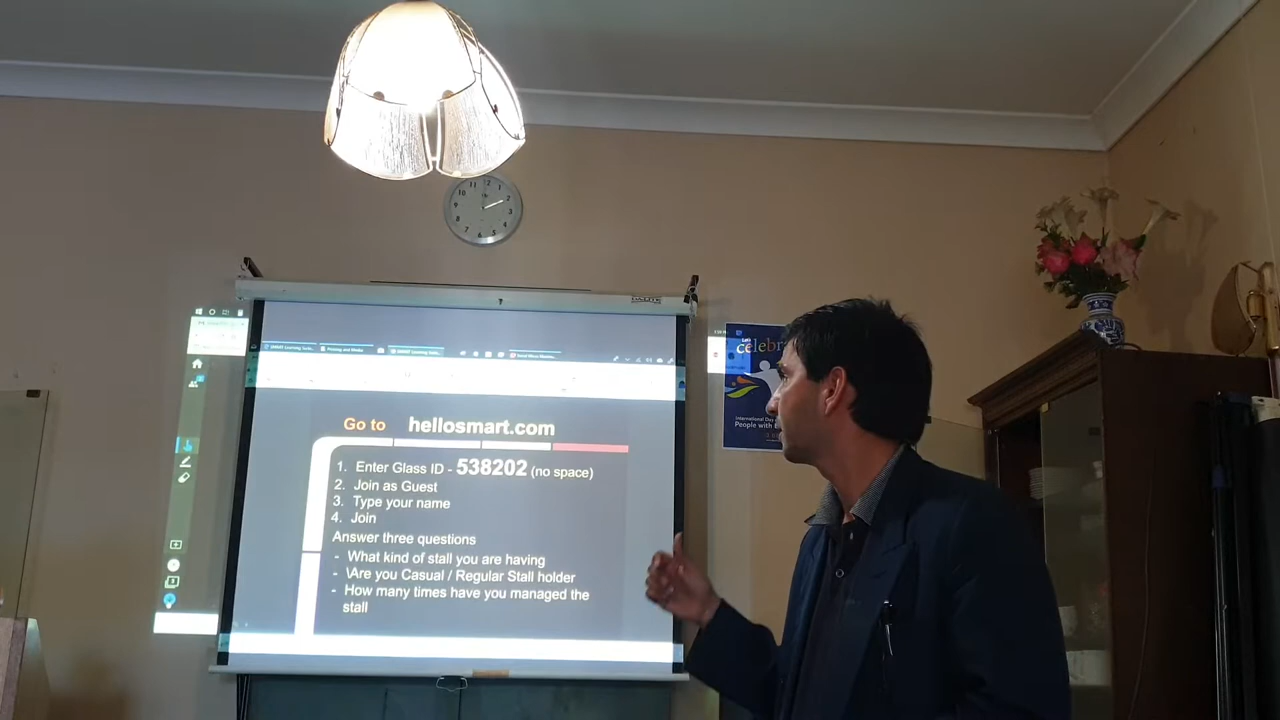 Go to hellosmart.com
1. Enter Glass ID - 538202 (no space)
2. Join as Guest
3. Type your name
4. Join
Answer three questions
- What kind of stall you are having
- \Are you Casual / Regular Stall holder
- How many times have you managed the
stall
celebr
International Day
People with